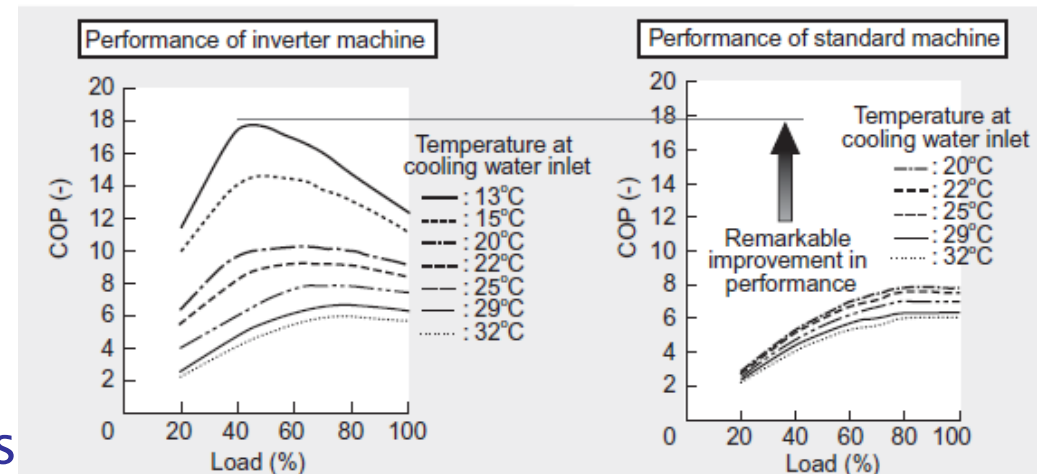 Performance of inverter machine
20
18
16
14
12
10
8
6
4
2
0
20 40 60 80 100
COP (-)
Load (%)
Temperature at
cooling water inlet
: 13°C
: 15°C
: 20°C
: 22°C
: 25°C
: 29°C
: 32°C
Performance of standard machine
20
18
16
14
12
10
8
6
4
2
0
20 40 60 80 100
COP (-)
Load (%)
Temperature at
cooling water inlet
: 20°C
: 22°C
: 25°C
: 29°C
: 32°C
Remarkable
improvement in
performance
s